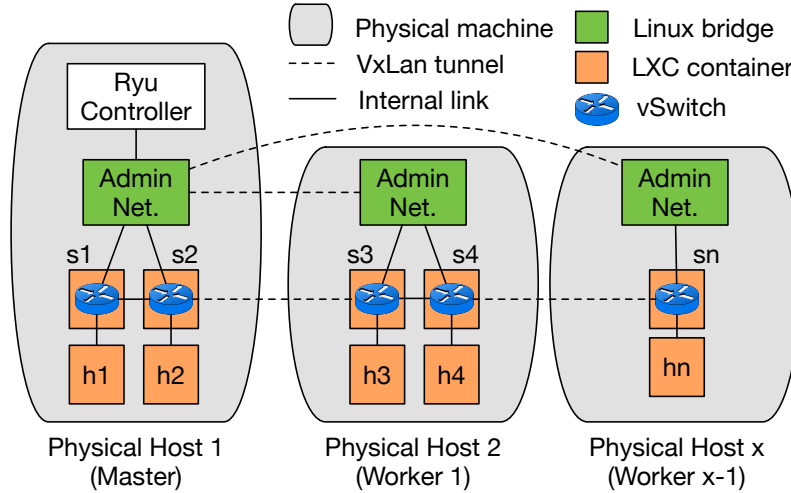 Physical machine
VxLan tunnel
Internal link
Linux bridge
LXC container
vSwitch
Ryu
Controller
Admin
Net.
Admin
Net.
Admin
Net.
s1
s2
s3
s4
sn
h1
h2
h3
h4
hn
Physical Host 1
(Master)
Physical Host 2
(Worker 1)
Physical Host x
(Worker x-1)